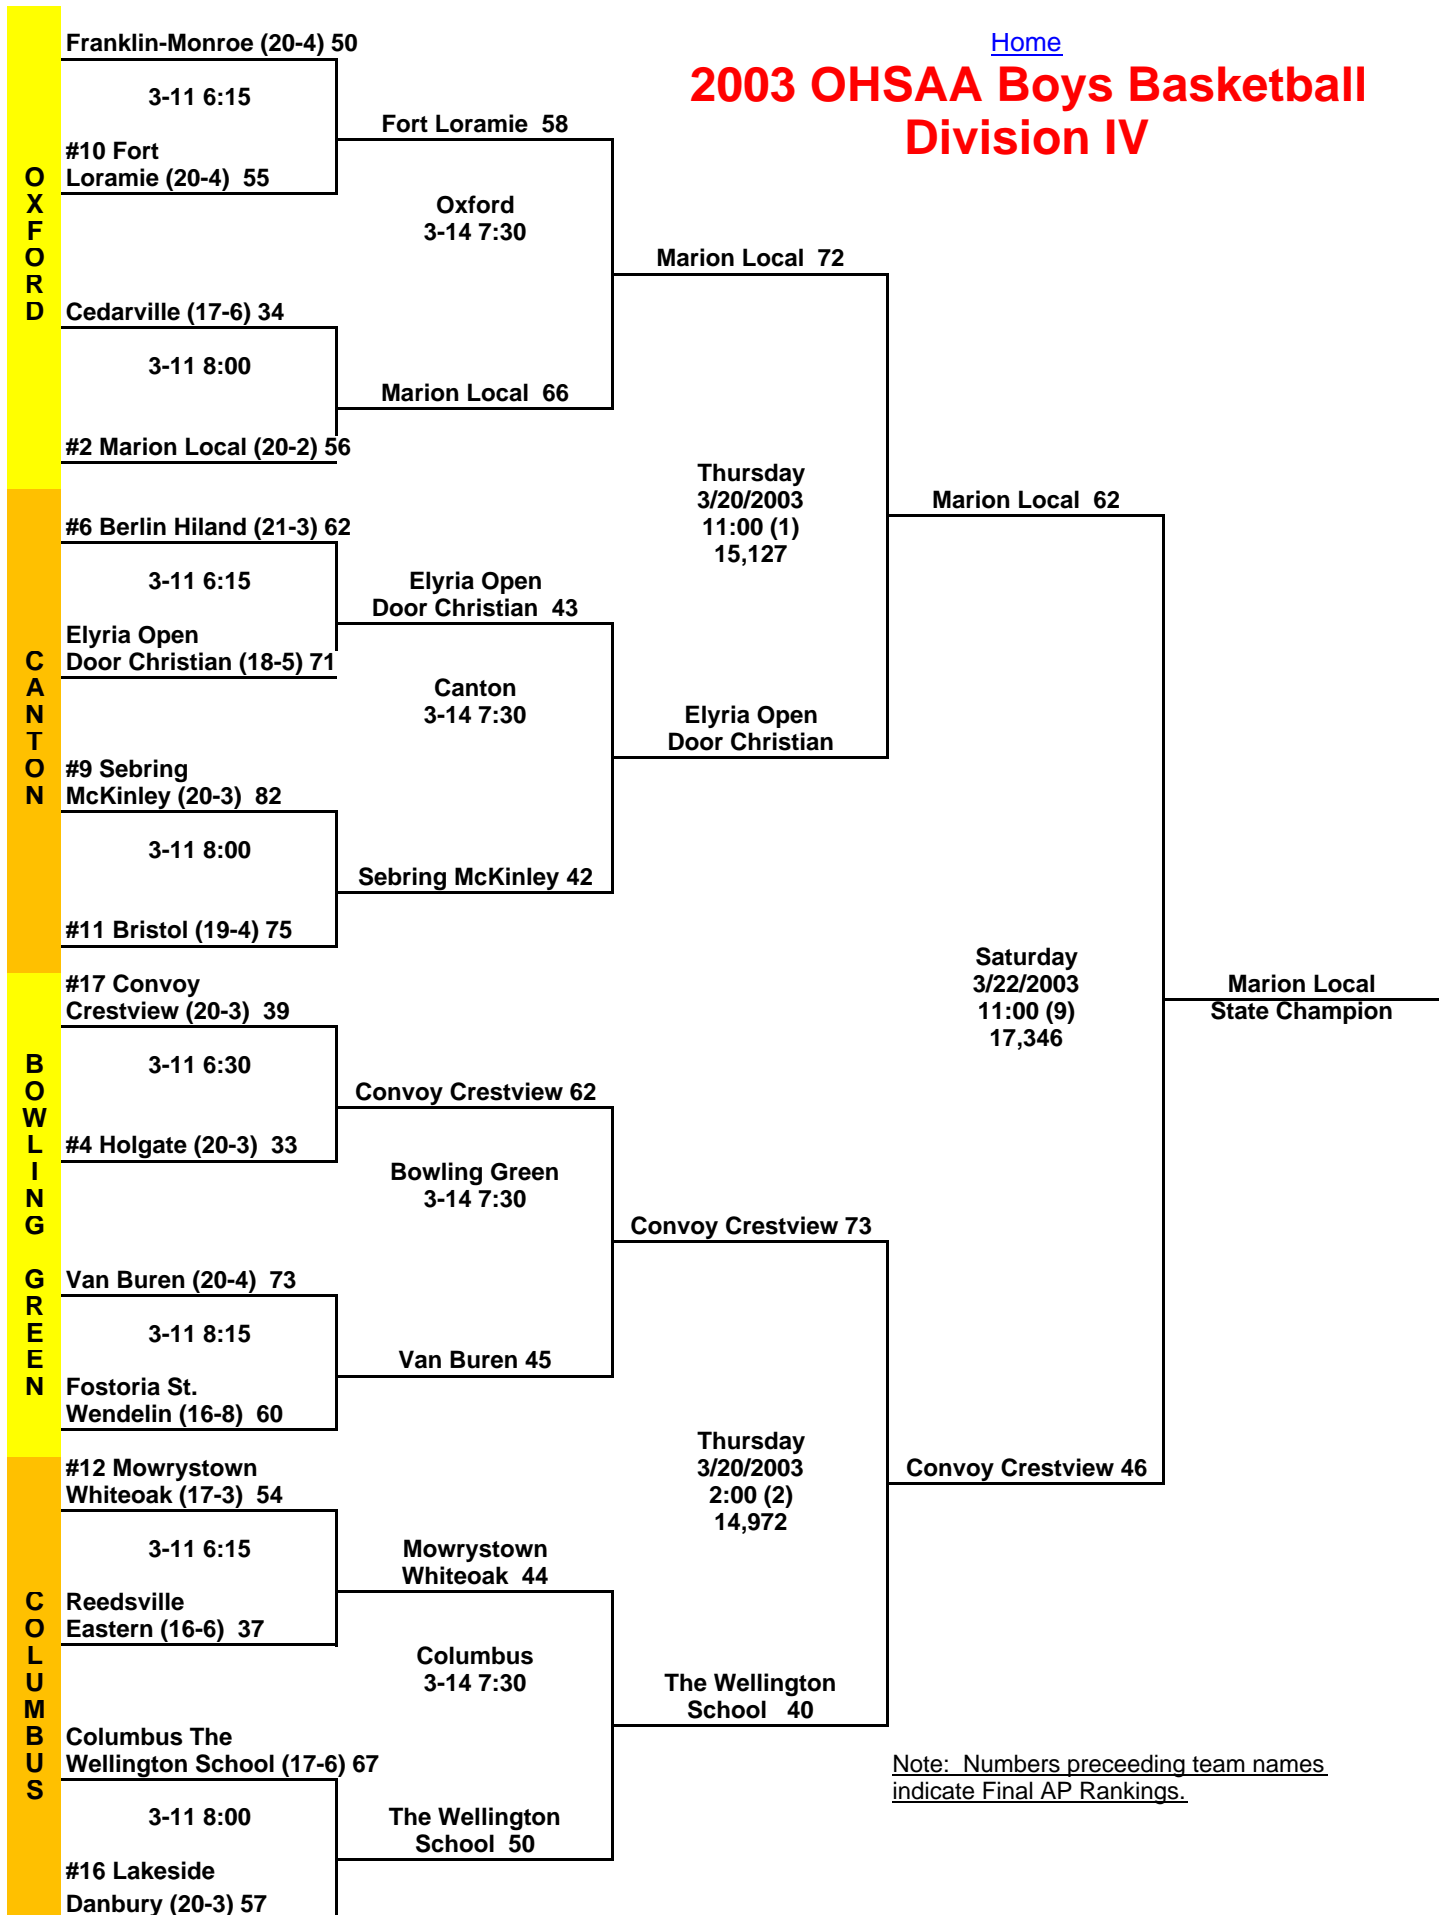 Home
2003 OHSAA Boys Basketball
Division IV
OXFORD
Franklin-Monroe (20-4) 50
3-11 6:15
#10 Fort
Loramie (20-4) 55
Fort Loramie 58
Oxford
3-14 7:30
Cedarville (17-6) 34
3-11 8:00
#2 Marion Local (20-2) 56
Marion Local 66
Marion Local 72
Thursday
3/20/2003
11:00 (1)
15,127
CANTON
#6 Berlin Hiland (21-3) 62
3-11 6:15
Elyria Open
Door Christian (18-5) 71
Elyria Open
Door Christian 43
Canton
3-14 7:30
#9 Sebring
McKinley (20-3) 82
3-11 8:00
#11 Bristol (19-4) 75
Sebring McKinley 42
Elyria Open
Door Christian
Marion Local 62
Saturday
3/22/2003
11:00 (9)
17,346
Marion Local
State Champion
BOWLING GREEN
#17 Convoy
Crestview (20-3) 39
3-11 6:30
#4 Holgate (20-3) 33
Convoy Crestview 62
Bowling Green
3-14 7:30
Van Buren (20-4) 73
3-11 8:15
Fostoria St.
Wendelin (16-8) 60
Van Buren 45
Convoy Crestview 73
Thursday
3/20/2003
2:00 (2)
14,972
Convoy Crestview 46
COLUMBUS
#12 Mowrystown
Whiteoak (17-3) 54
3-11 6:15
Reedsville
Eastern (16-6) 37
Mowrystown
Whiteoak 44
Columbus
3-14 7:30
Columbus The
Wellington School (17-6) 67
3-11 8:00
#16 Lakeside
Danbury (20-3) 57
The Wellington
School 50
The Wellington
School 40
Note: Numbers preceeding team names
indicate Final AP Rankings.